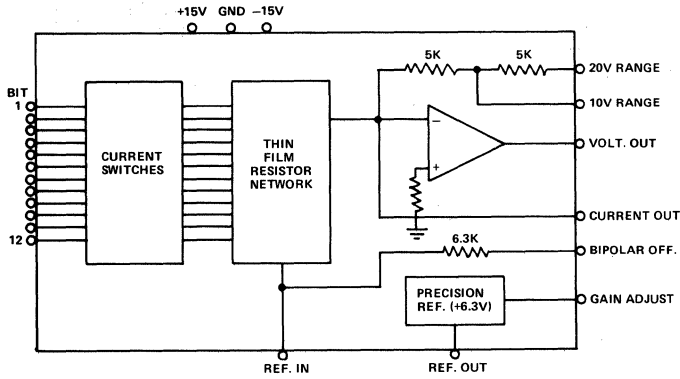 +15V GND −15V
5K 5K
20V RANGE
BIT
1
10V RANGE
−
THIN
FILM
RESISTOR
NETWORK
CURRENT
SWITCHES
VOLT. OUT
+
CURRENT OUT
12
6.3K
BIPOLAR OFF.
PRECISION
REF. (+6.3V)
GAIN ADJUST
REF. IN
REF. OUT